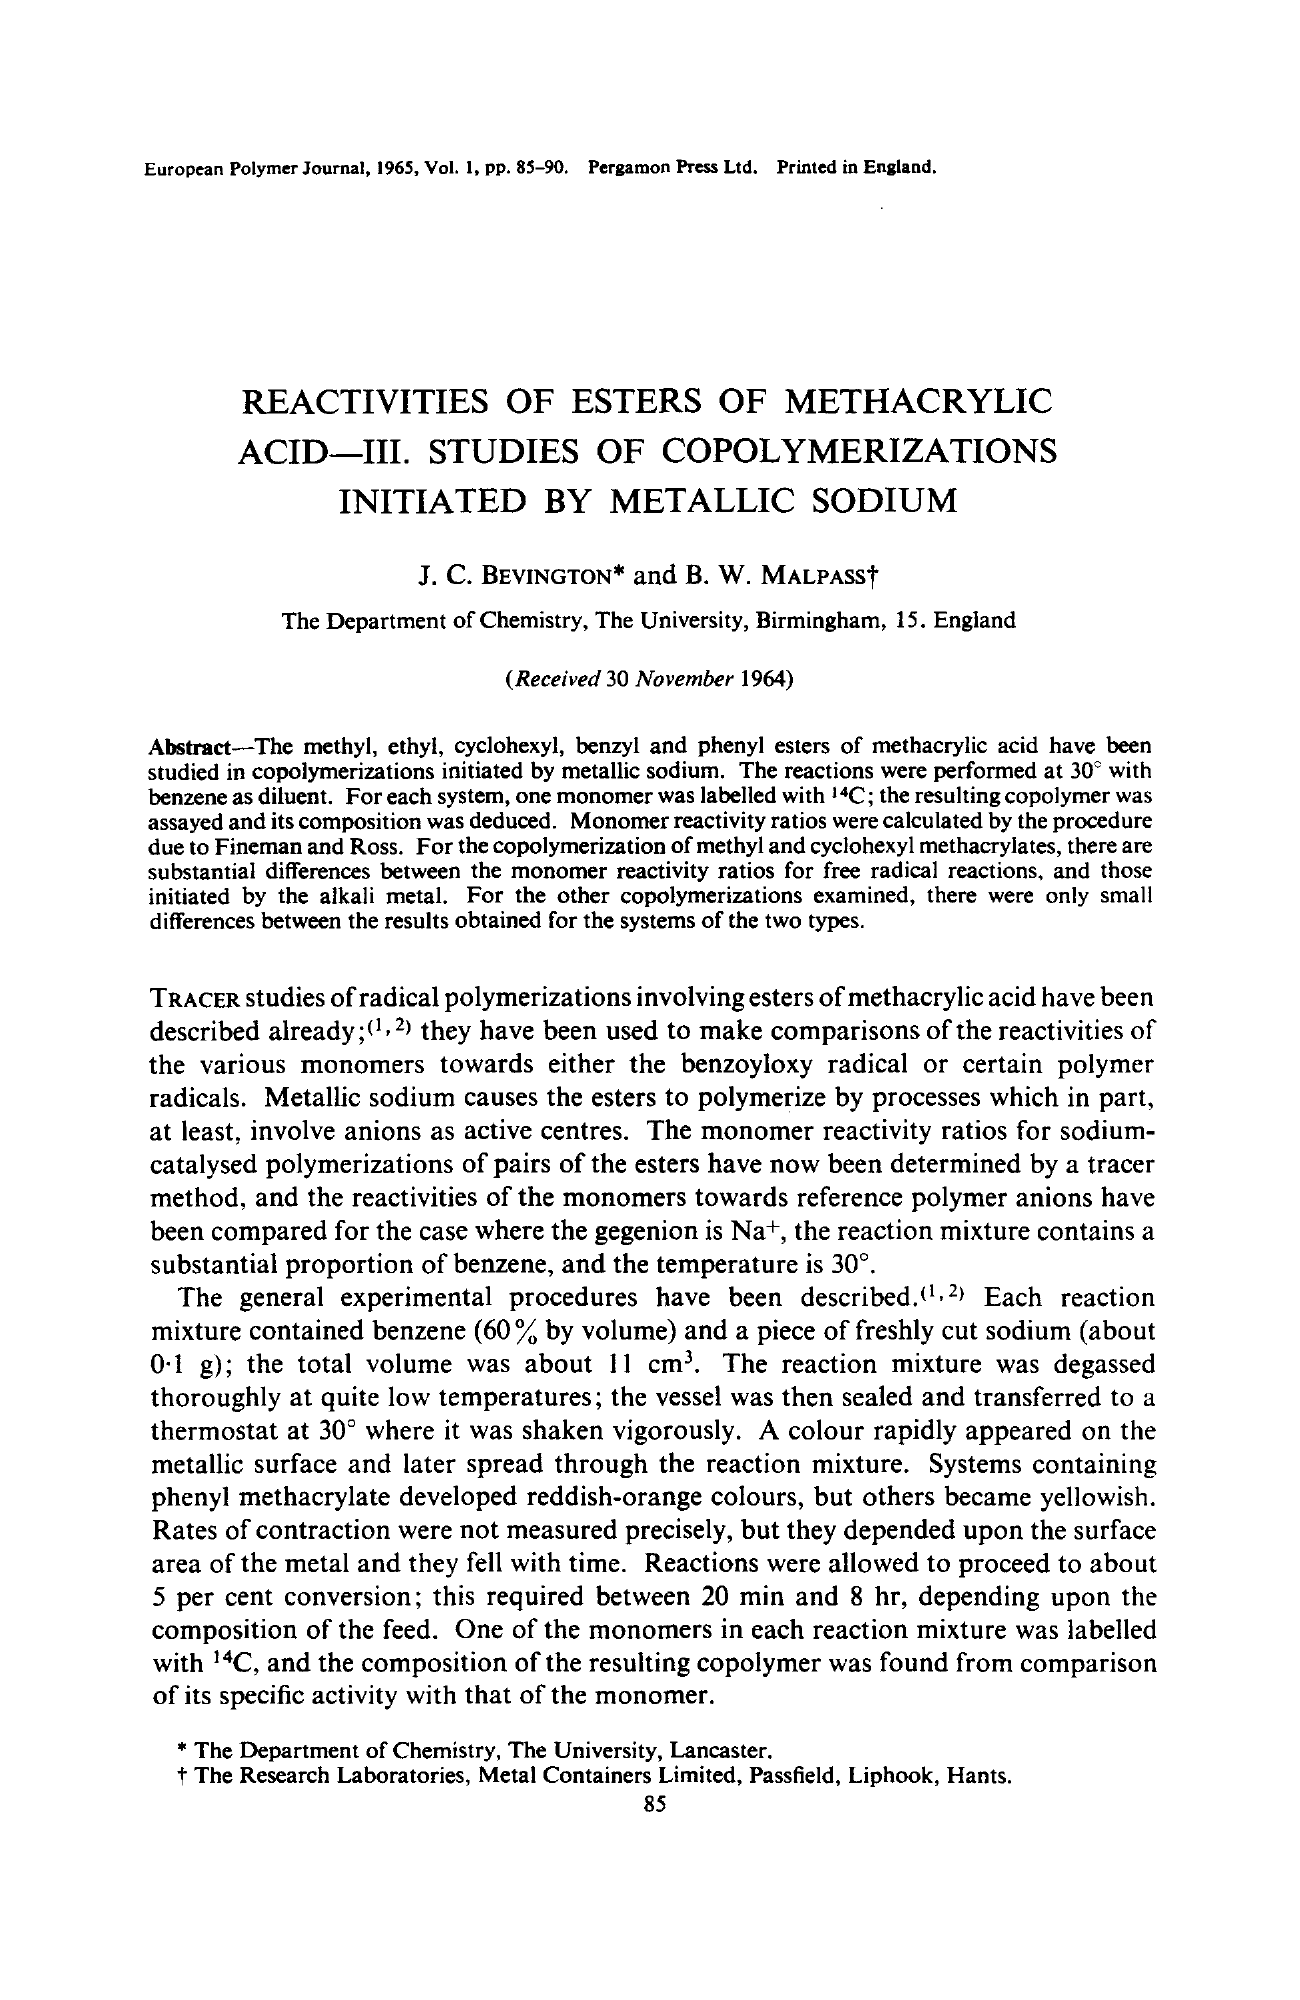 European Polymer Journal, 1965, Vol. 1, pp. 85–90. Pergamon Press Ltd. Printed in England.
REACTIVITIES OF ESTERS OF METHACRYLIC
ACID—III. STUDIES OF COPOLYMERIZATIONS
INITIATED BY METALLIC SODIUM
J. C. BEVINGTON* and B. W. MALPASS†
The Department of Chemistry, The University, Birmingham, 15. England
(Received 30 November 1964)
Abstract—The methyl, ethyl, cyclohexyl, benzyl and phenyl esters of methacrylic acid have been
studied in copolymerizations initiated by metallic sodium. The reactions were performed at 30° with
benzene as diluent. For each system, one monomer was labelled with ¹⁴C; the resulting copolymer was
assayed and its composition was deduced. Monomer reactivity ratios were calculated by the procedure
due to Fineman and Ross. For the copolymerization of methyl and cyclohexyl methacrylates, there are
substantial differences between the monomer reactivity ratios for free radical reactions, and those
initiated by the alkali metal. For the other copolymerizations examined, there were only small
differences between the results obtained for the systems of the two types.
TRACER studies of radical polymerizations involving esters of methacrylic acid have been
described already;⁽¹,²⁾ they have been used to make comparisons of the reactivities of
the various monomers towards either the benzoyloxy radical or certain polymer
radicals. Metallic sodium causes the esters to polymerize by processes which in part,
at least, involve anions as active centres. The monomer reactivity ratios for sodium-
catalysed polymerizations of pairs of the esters have now been determined by a tracer
method, and the reactivities of the monomers towards reference polymer anions have
been compared for the case where the gegenion is Na⁺, the reaction mixture contains a
substantial proportion of benzene, and the temperature is 30°.
The general experimental procedures have been described.⁽¹,²⁾ Each reaction
mixture contained benzene (60% by volume) and a piece of freshly cut sodium (about
0·1 g); the total volume was about 11 cm³. The reaction mixture was degassed
thoroughly at quite low temperatures; the vessel was then sealed and transferred to a
thermostat at 30° where it was shaken vigorously. A colour rapidly appeared on the
metallic surface and later spread through the reaction mixture. Systems containing
phenyl methacrylate developed reddish-orange colours, but others became yellowish.
Rates of contraction were not measured precisely, but they depended upon the surface
area of the metal and they fell with time. Reactions were allowed to proceed to about
5 per cent conversion; this required between 20 min and 8 hr, depending upon the
composition of the feed. One of the monomers in each reaction mixture was labelled
with ¹⁴C, and the composition of the resulting copolymer was found from comparison
of its specific activity with that of the monomer.
* The Department of Chemistry, The University, Lancaster.
† The Research Laboratories, Metal Containers Limited, Passfield, Liphook, Hants.
85